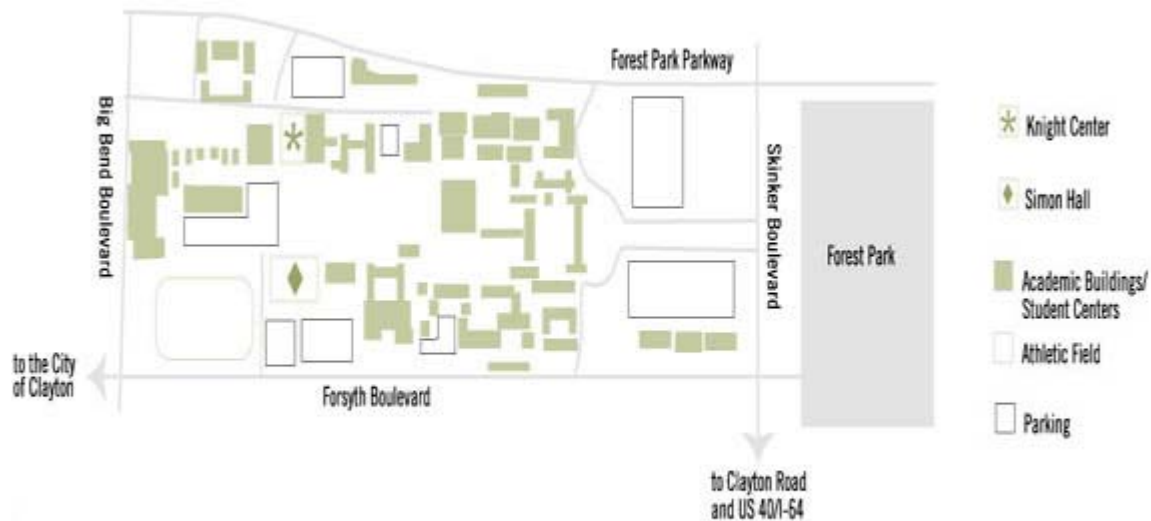 Forest Park Parkway
Big Bend Boulevard
Skinker Boulevard
Forest Park
to the City
of Clayton
Forsyth Boulevard
to Clayton Road
and US 40/I-64
Knight Center
Simon Hall
Academic Buildings/
Student Centers
Athletic Field
Parking